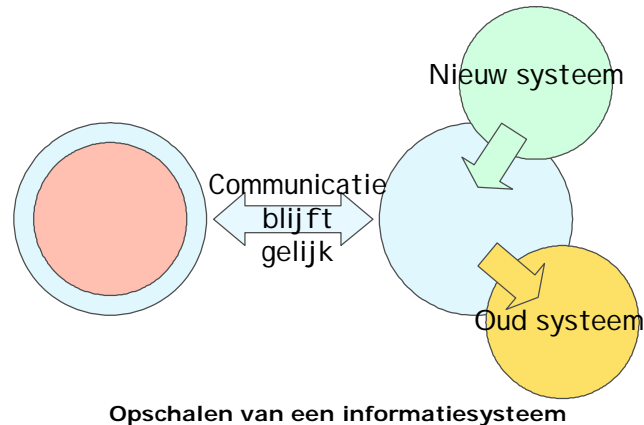 Nieuw systeem
Communicatie
blijft
gelijk
Oud systeem
Opschalen van een informatiesysteem